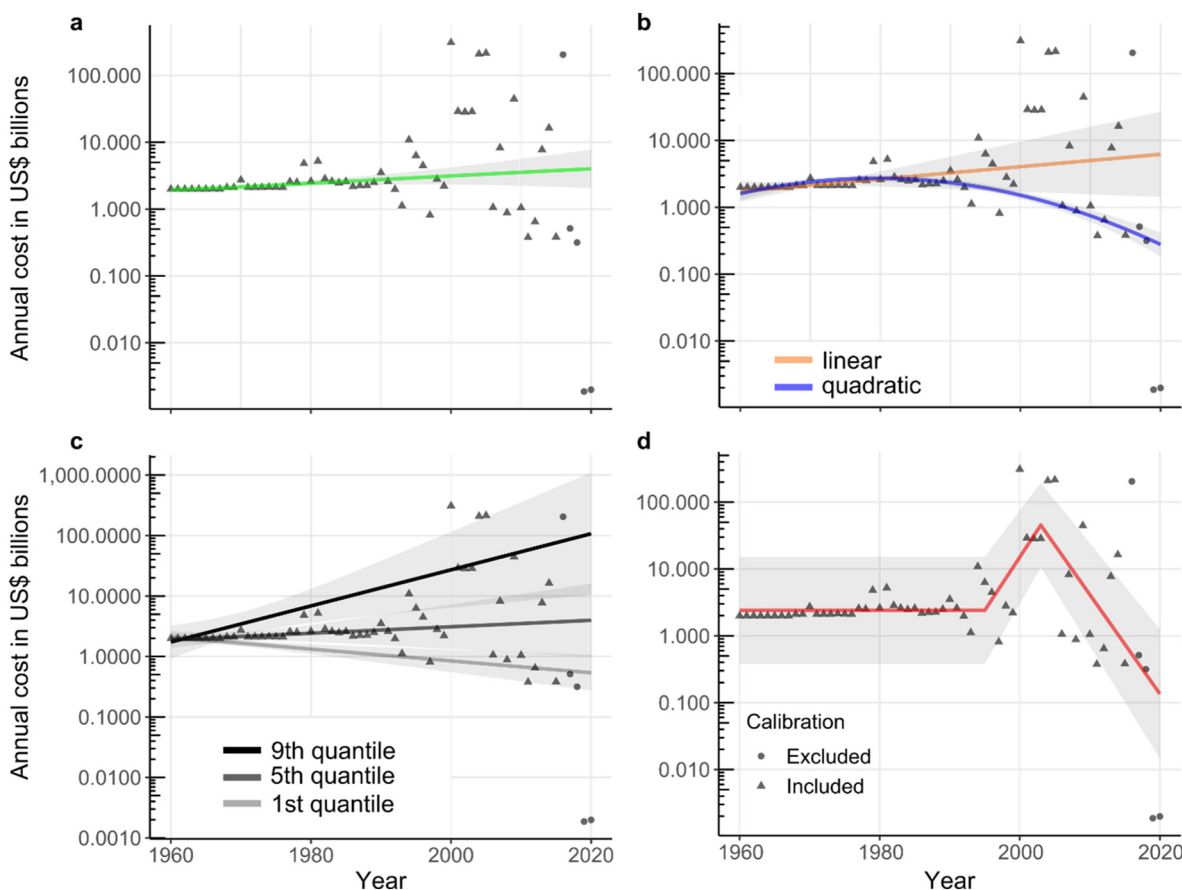 a
b
Annual cost in US$ billions
100.000
10.000
1.000
0.100
0.010
100.000
10.000
1.000
0.100
0.010
linear
quadratic
1960
1980
2000
2020
c
d
Annual cost in US$ billions
1,000.0000
100.0000
10.0000
1.0000
0.1000
0.0100
0.0010
9th quantile
5th quantile
1st quantile
1960
1980
2000
2020
Year
100.000
10.000
1.000
0.100
0.010
Calibration
Excluded
Included
1960
1980
2000
2020
Year